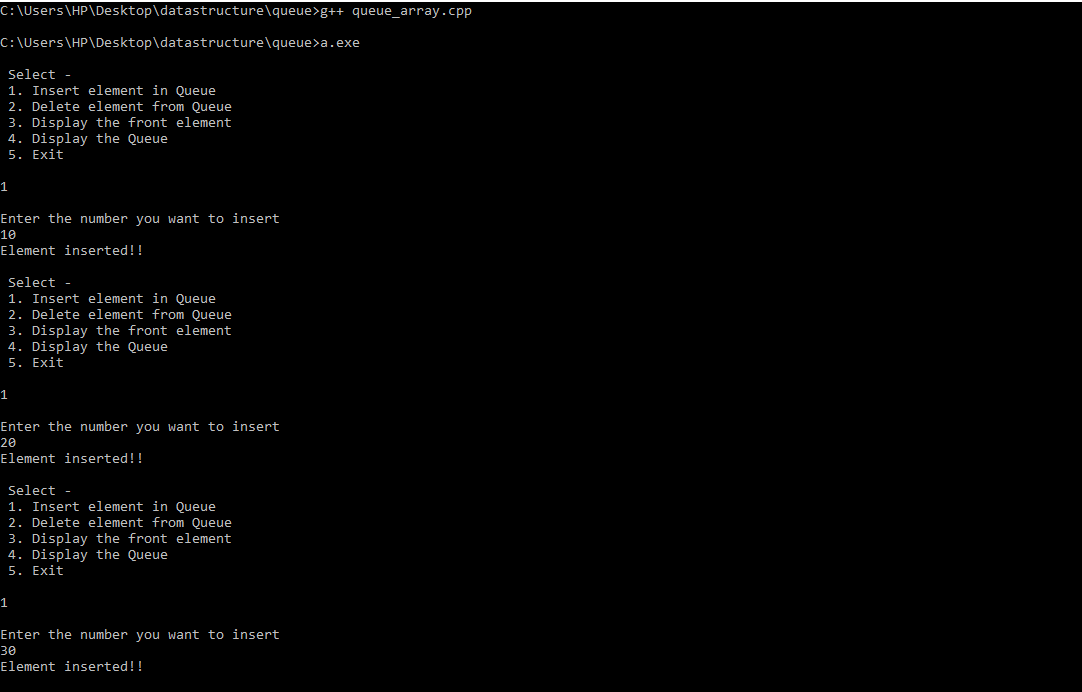 C:\Users\HP\Desktop\datastructure\queue>g++ queue_array.cpp
C:\Users\HP\Desktop\datastructure\queue>a.exe
Select -
1. Insert element in Queue
2. Delete element from Queue
3. Display the front element
4. Display the Queue
5. Exit
1
Enter the number you want to insert
10
Element inserted!!
Select -
1. Insert element in Queue
2. Delete element from Queue
3. Display the front element
4. Display the Queue
5. Exit
1
Enter the number you want to insert
20
Element inserted!!
Select -
1. Insert element in Queue
2. Delete element from Queue
3. Display the front element
4. Display the Queue
5. Exit
1
Enter the number you want to insert
30
Element inserted!!